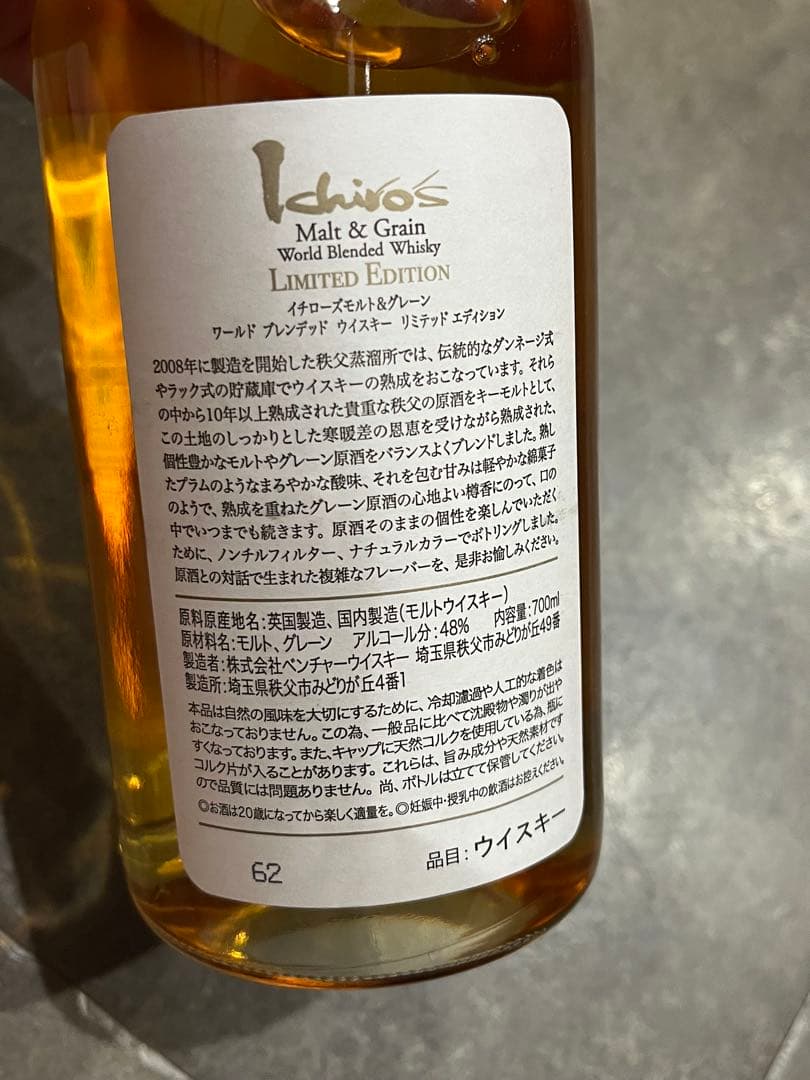 Ichiro's
Malt & Grain
World Blended Whisky
LIMITED EDITION
イチローズモルト&グレーン
ワールド ブレンデッド ウイスキー リミテッド エディション
2008年に製造を開始した秩父蒸溜所では、伝統的なダンネージ式
やラック式の貯蔵庫でウイスキーの熟成をおこなっています。それら
の中から10年以上熟成された貴重な秩父の原酒をキーモルトとして、
この土地のしっかりとした寒暖差の恩恵を受けながら熟成された、
個性豊かなモルトやグレーン原酒をバランスよくブレンドしました。熟し
たプラムのようなまろやかな酸味、それを包む甘みは軽やかな綿菓子
のようで、熟成を重ねたグレーン原酒の心地よい樽香にのって、口の
中でいつまでも続きます。原酒そのままの個性を楽しんでいただく
ために、ノンチルフィルター、ナチュラルカラーでボトリングしました。
原酒との対話で生まれた複雑なフレーバーを、是非お愉しみください。
原料原産地名:英国製造、国内製造(モルトウイスキー)
原材料名:モルト、グレーン アルコール分:48% 内容量:700ml
製造者:株式会社ベンチャーウイスキー 埼玉県秩父市みどりが丘49番
製造所:埼玉県秩父市みどりが丘4番1
本品は自然の風味を大切にするために、冷却濾過や人工的な着色は
おこなっておりません。この為、一般品に比べて沈殿物や濁りが出や
すくなっております。また、キャップに天然コルクを使用している為、瓶に
コルク片が入ることがあります。これらは、旨み成分や天然素材です
ので品質には問題ありません。尚、ボトルは立てて保管してください。
◎お酒は20歳になってから楽しく適量を。◎妊娠中・授乳中の飲酒はお控えください。
62 品目:ウイスキー